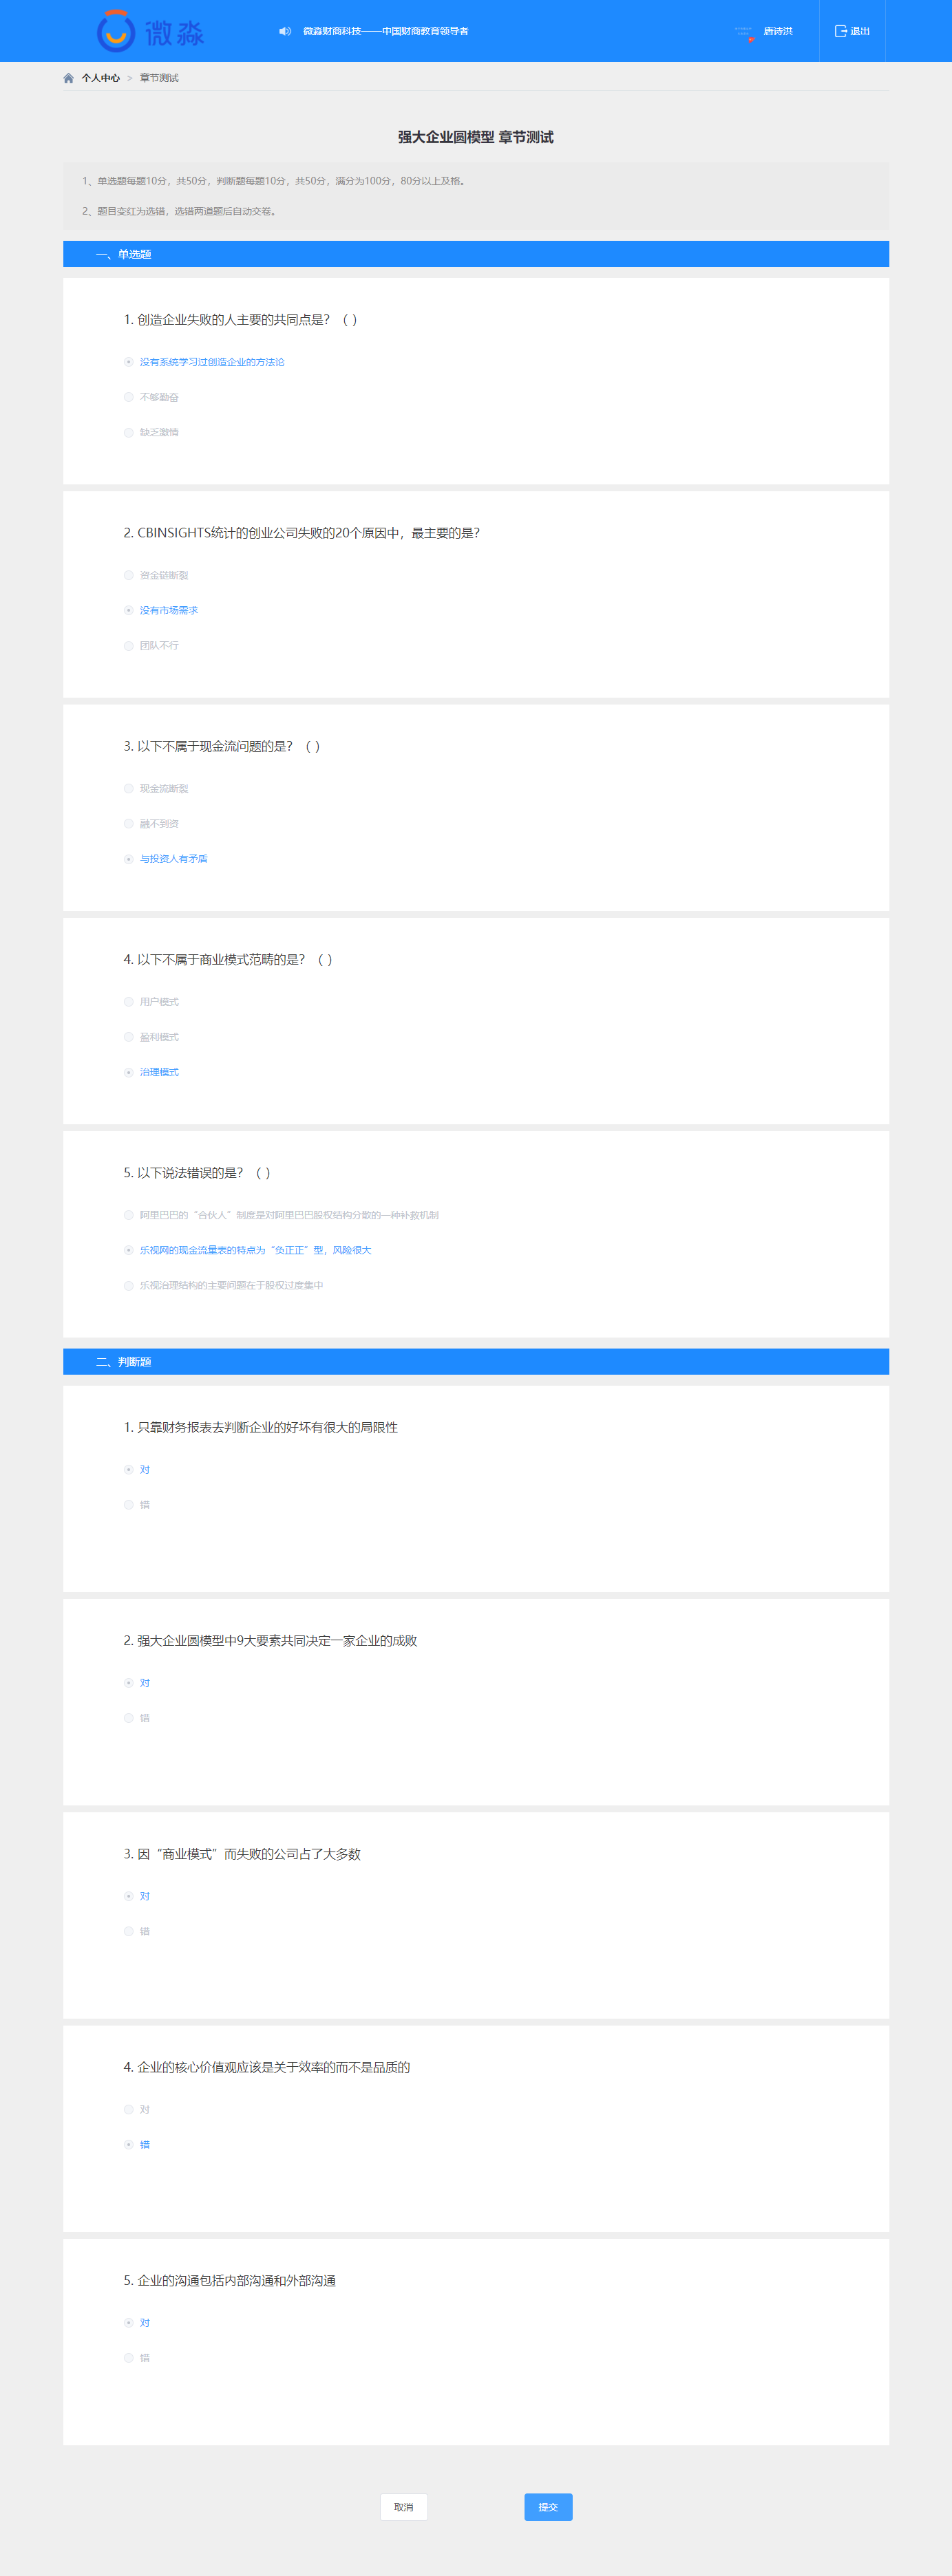 微淼
微淼财商科技——中国财商教育领导者
唐诗洪
退出
个人中心 > 章节测试
强大企业圆模型 章节测试
1、单选题每题10分，共50分，判断题每题10分，共50分，满分为100分，80分以上及格。
2、题目变红为选错，选错两道题后自动交卷。
一、单选题
1. 创造企业失败的人主要的共同点是？（ ）
没有系统学习过创造企业的方法论
不够勤奋
缺乏激情
2. CBINSIGHTS统计的创业公司失败的20个原因中，最主要的是？
资金链断裂
没有市场需求
团队不行
3. 以下不属于现金流问题的是？（ ）
现金流断裂
融不到资
与投资人有矛盾
4. 以下不属于商业模式范畴的是？（ ）
用户模式
盈利模式
治理模式
5. 以下说法错误的是？（ ）
阿里巴巴的“合伙人”制度是对阿里巴巴股权结构分散的一种补救机制
乐视网的现金流量表的特点为“负正正”型，风险很大
乐视治理结构的主要问题在于股权过度集中
二、判断题
1. 只靠财务报表去判断企业的好坏有很大的局限性
对
错
2. 强大企业圆模型中9大要素共同决定一家企业的成败
对
错
3. 因“商业模式”而失败的公司占了大多数
对
错
4. 企业的核心价值观应该是关于效率的而不是品质的
对
错
5. 企业的沟通包括内部沟通和外部沟通
对
错
取消
提交